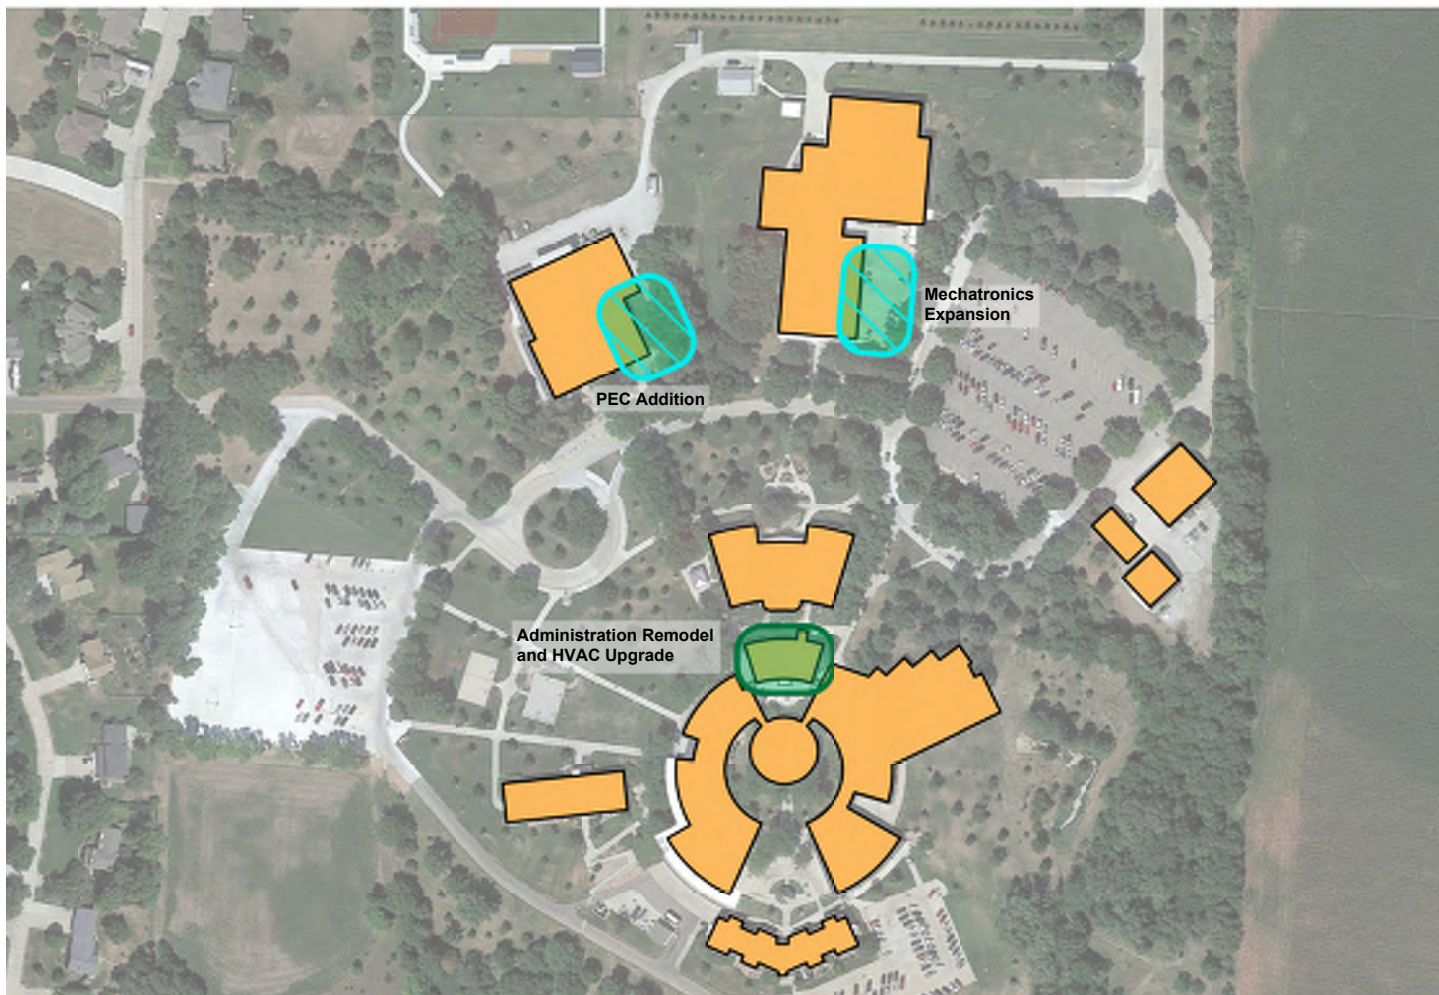 Mechatronics
Expansion
PEC Addition
Administration Remodel
and HVAC Upgrade